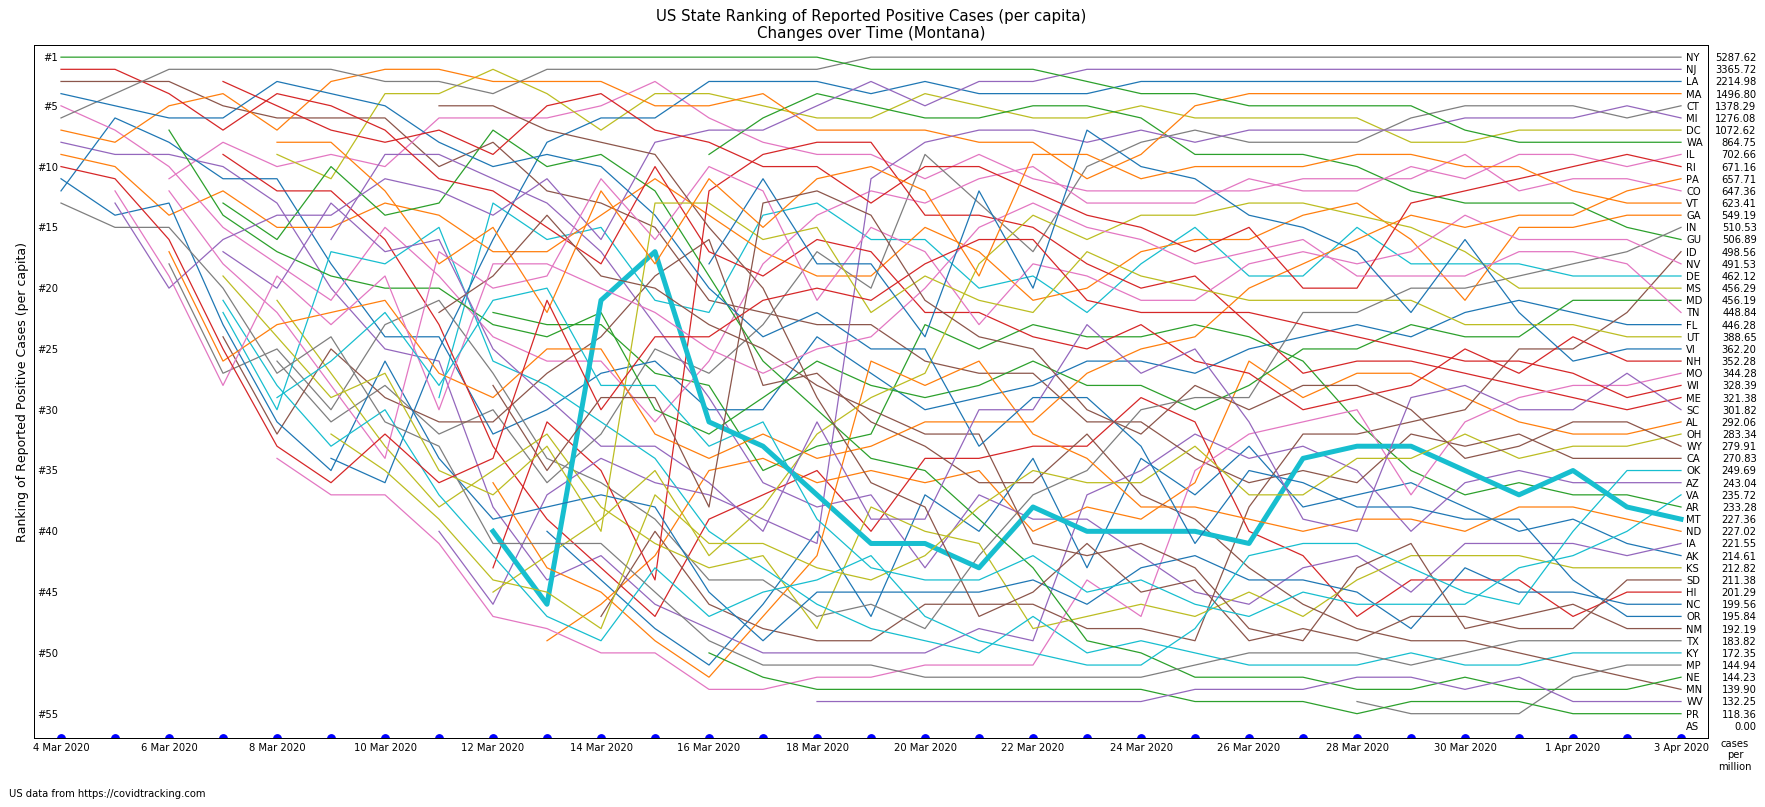 US State Ranking of Reported Positive Cases (per capita)
Changes over Time (Montana)
Ranking of Reported Positive Cases (per capita)
#1
#5
#10
#15
#20
#25
#30
#35
#40
#45
#50
#55
NY 5287.62
NJ 3365.72
LA 2214.98
MA 1496.80
CT 1378.29
MI 1276.08
DC 1072.62
WA 864.75
IL 702.66
RI 671.16
PA 657.71
CO 647.36
VT 623.41
GA 549.19
IN 510.53
GU 506.89
ID 498.56
NV 491.53
DE 462.12
MS 456.29
MD 456.19
TN 448.84
FL 446.28
UT 388.65
VI 362.20
NH 352.28
MO 344.28
WI 328.39
ME 321.38
SC 301.82
AL 292.06
OH 283.34
WY 279.91
CA 270.83
OK 249.69
AZ 243.04
VA 235.72
AR 233.28
MT 227.36
ND 227.02
IA 221.55
AK 214.61
KS 212.82
SD 211.38
HI 201.29
NC 199.56
OR 195.84
NM 192.19
TX 183.82
KY 172.35
MP 144.94
NE 144.23
MN 139.90
WV 132.25
PR 118.36
AS 0.00
4 Mar 2020 6 Mar 2020 8 Mar 2020 10 Mar 2020 12 Mar 2020 14 Mar 2020 16 Mar 2020 18 Mar 2020 20 Mar 2020 22 Mar 2020 24 Mar 2020 26 Mar 2020 28 Mar 2020 30 Mar 2020 1 Apr 2020 3 Apr 2020
cases
per
million
US data from https://covidtracking.com